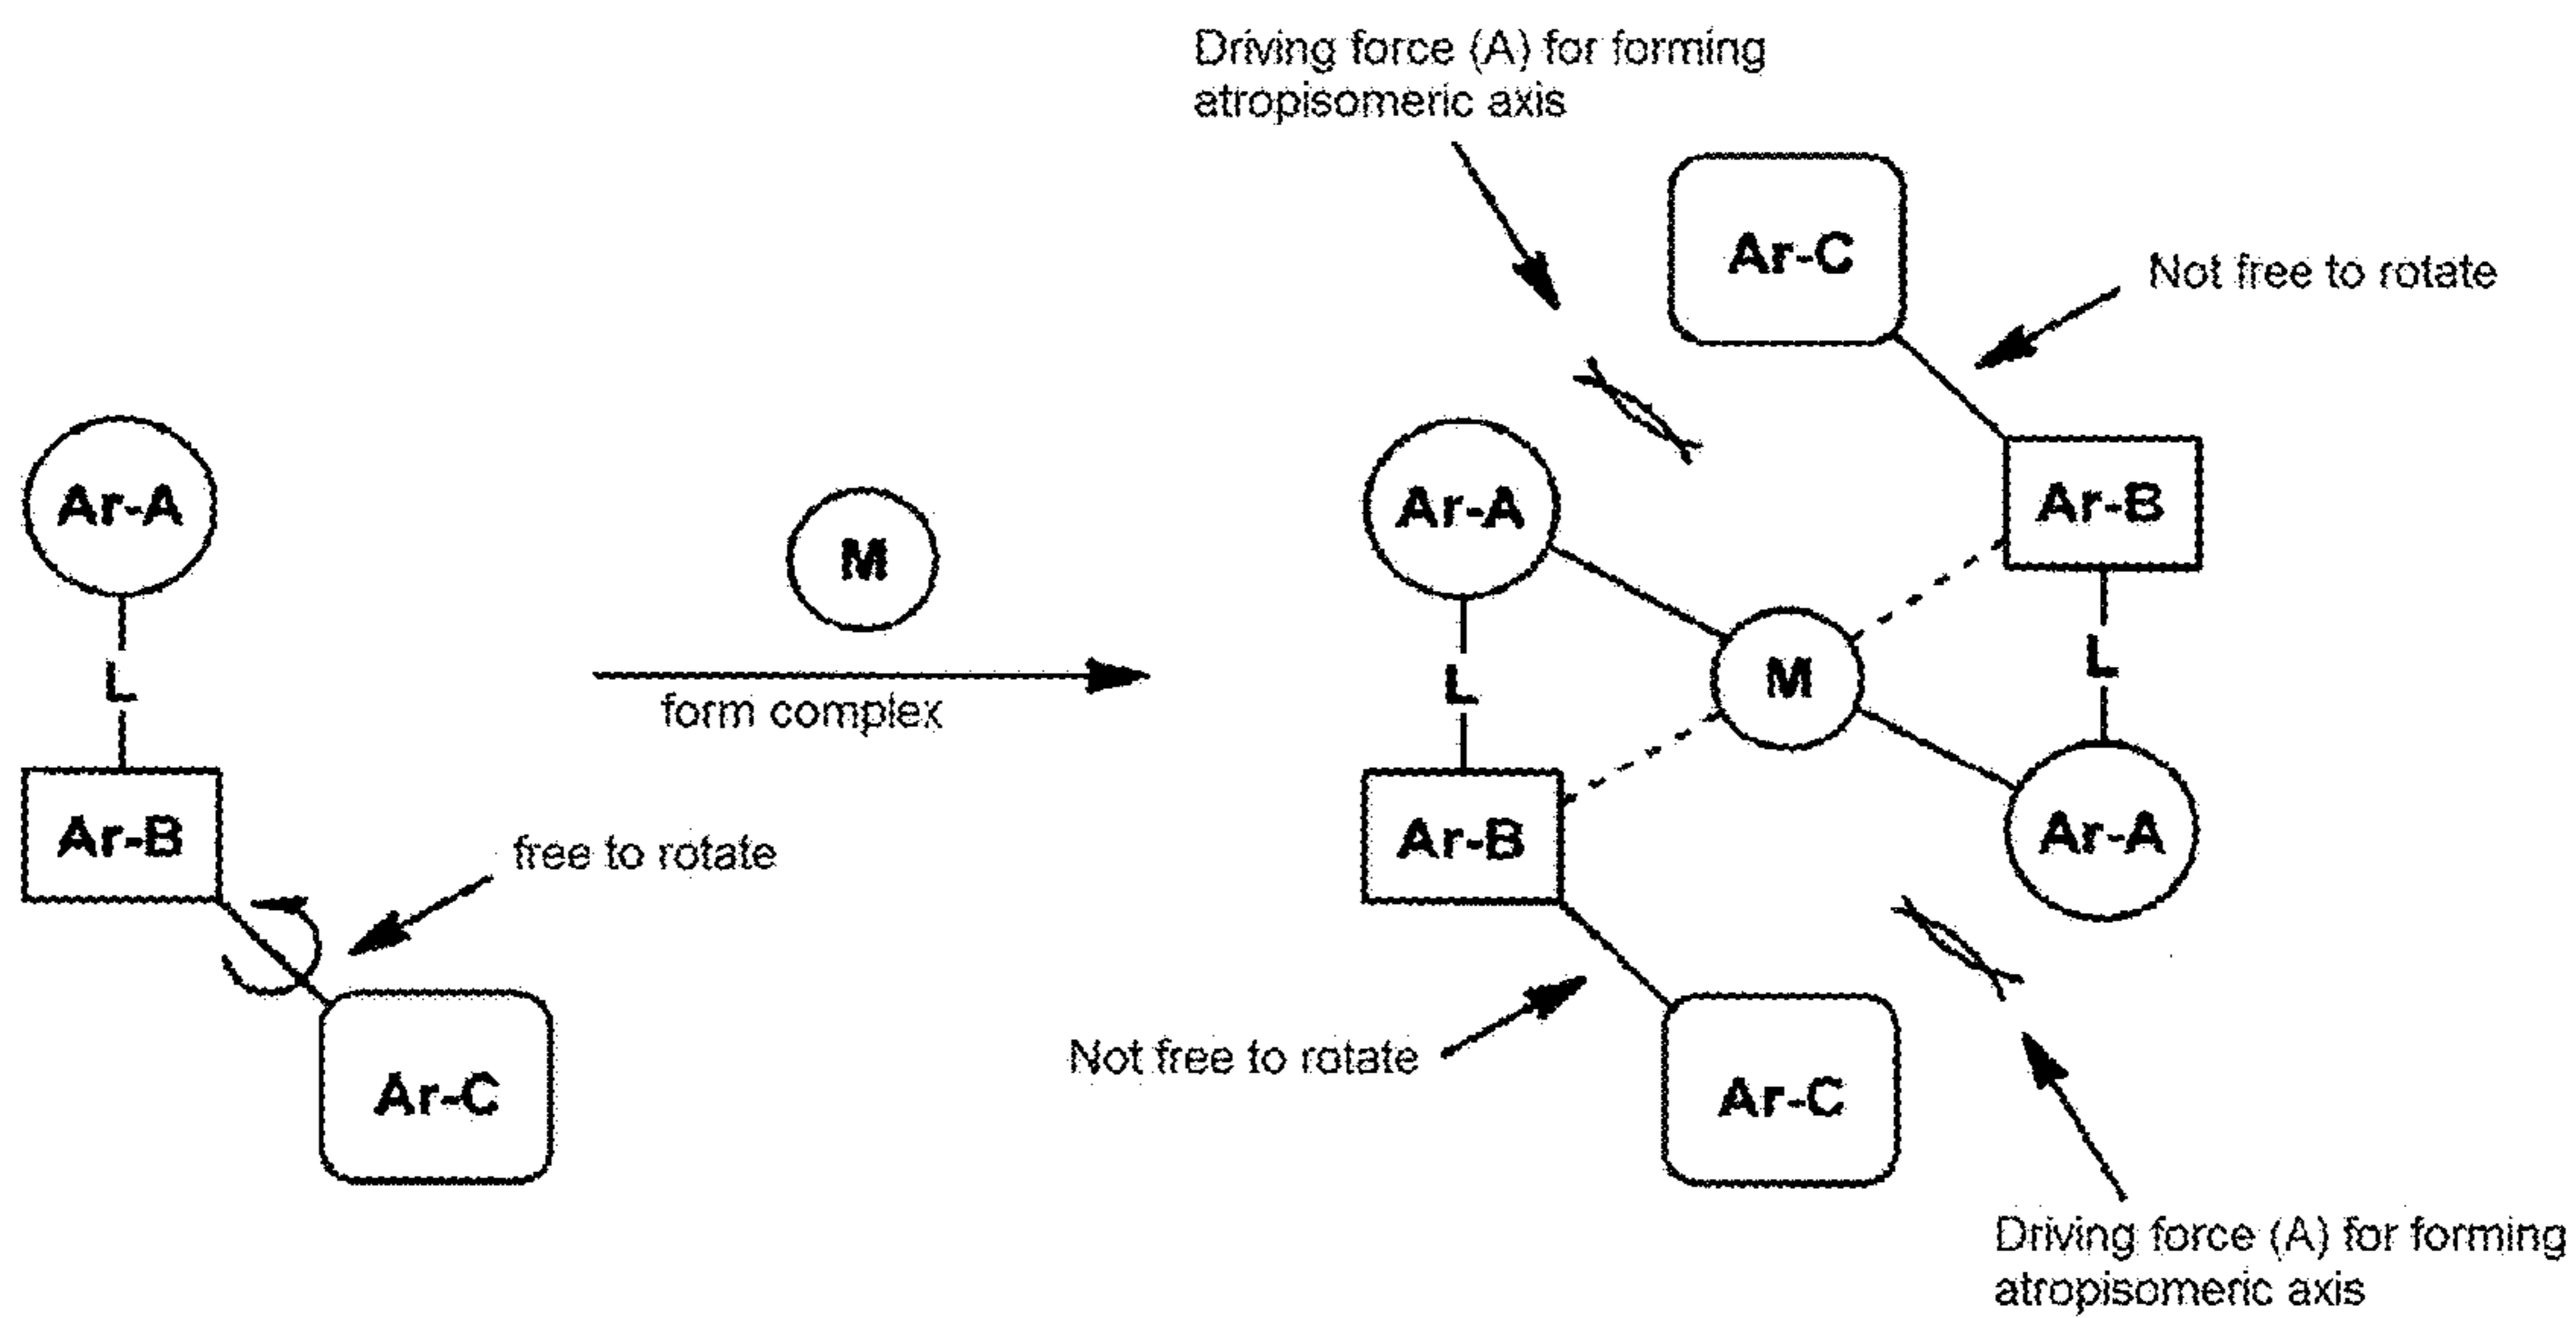 Driving force (A) for forming
atropisomeric axis
Ar-C
Not free to rotate
Ar-A
M
Ar-A
Ar-B
L
L
L
M
form complex
Ar-B
free to rotate
Ar-B
Ar-A
Not free to rotate
Ar-C
Ar-C
Driving force (A) for forming
atropisomeric axis